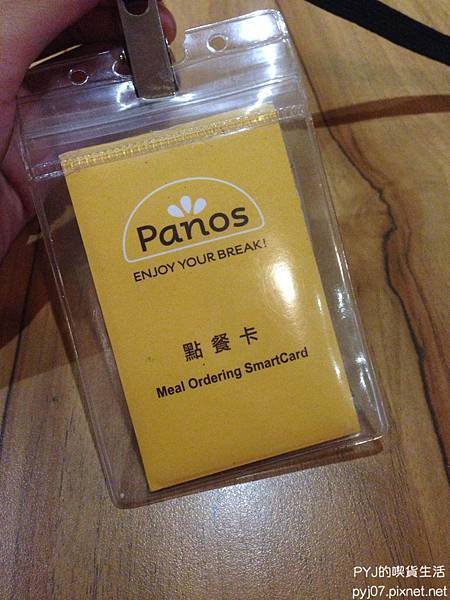 Panos
ENJOY YOUR BREAK!
點餐卡
Meal Ordering SmartCard
PYJ的喫貨生活
pyj07.pixnet.net